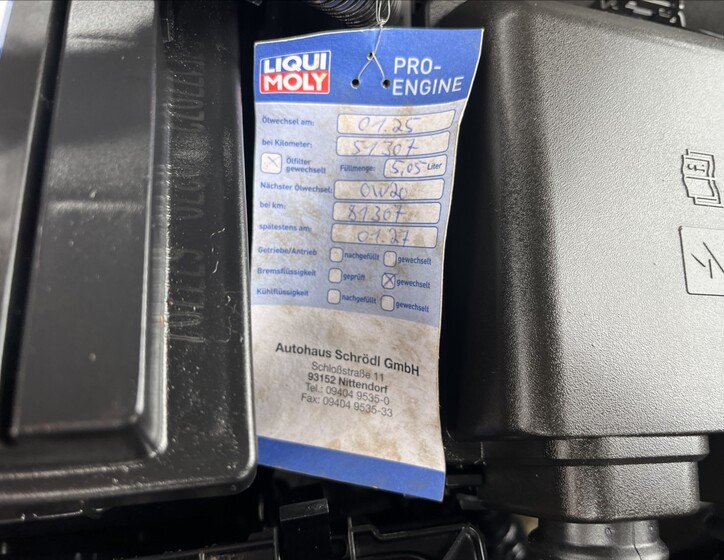 LIQUI
MOLY
PRO-
ENGINE
Ölwechsel am: 01.25
bei Kilometer: 51307
Ölfilter
gewechselt
Füllmenge: 5,05 Liter
Nächster Ölwechsel: 0W20
bei km: 81307
spätestens am: 01.27
Getriebe/Antrieb nachgefüllt gewechselt
Bremsflüssigkeit geprüft gewechselt
Kühlflüssigkeit nachgefüllt gewechselt
Autohaus Schrödl GmbH
Schloßstraße 11
93152 Nittendorf
Tel.: 09404 9535-0
Fax: 09404 9535-33